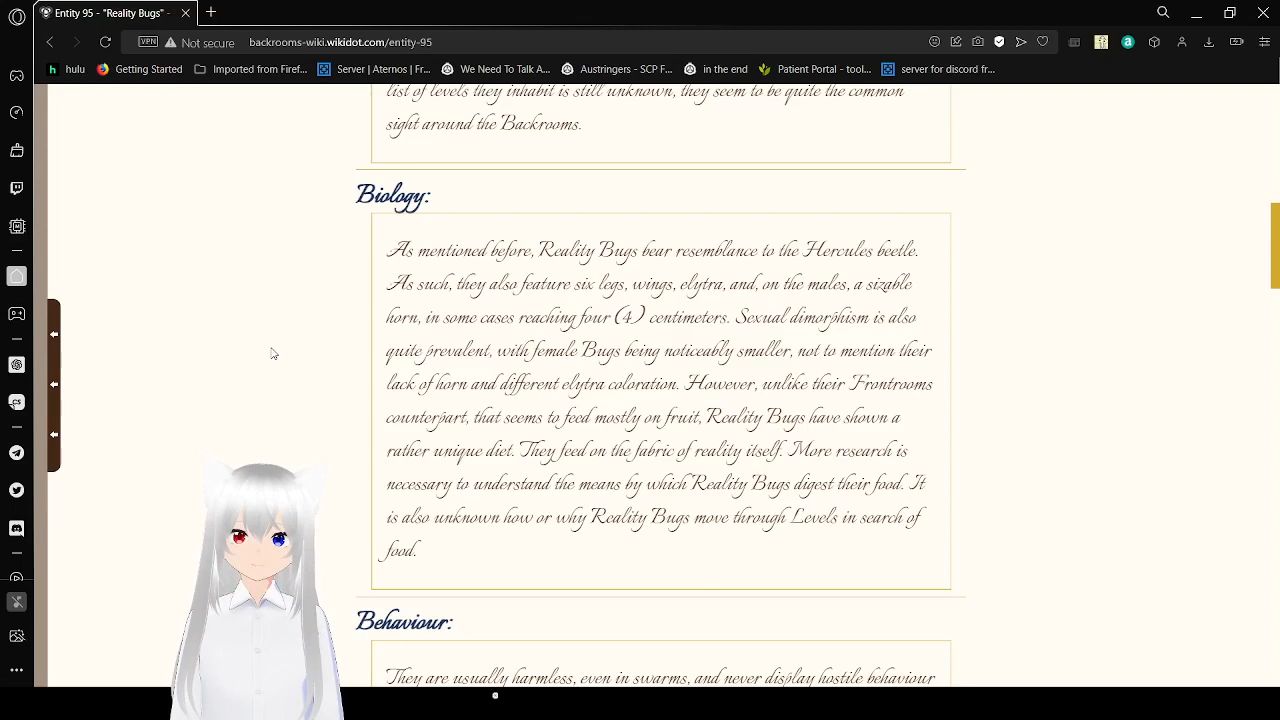 Entity 95 - "Reality Bugs" -
VPN
Not secure
backrooms-wiki.wikidot.com/entity-95
hulu
Getting Started
Imported from Firef...
Server | Aternos | Fr...
We Need To Talk A...
Austringers - SCP F...
in the end
Patient Portal - tool...
server for discord fr...
list of levels they inhabit is still unknown, they seem to be quite the common
sight around the Backrooms.
Biology:
As mentioned before, Reality Bugs bear resemblance to the Hercules beetle.
As such, they also feature six legs, wings, elytra, and, on the males, a sizable
horn, in some cases reaching four (4) centimeters. Sexual dimorphism is also
quite prevalent, with female Bugs being noticeably smaller, not to mention their
lack of horn and different elytra coloration. However, unlike their Frontrooms
counterpart, that seems to feed mostly on fruit, Reality Bugs have shown a
rather unique diet. They feed on the fabric of reality itself. More research is
necessary to understand the means by which Reality Bugs digest their food. It
is also unknown how or why Reality Bugs move through Levels in search of
food.
Behaviour:
They are usually harmless, even in swarms, and never display hostile behaviour